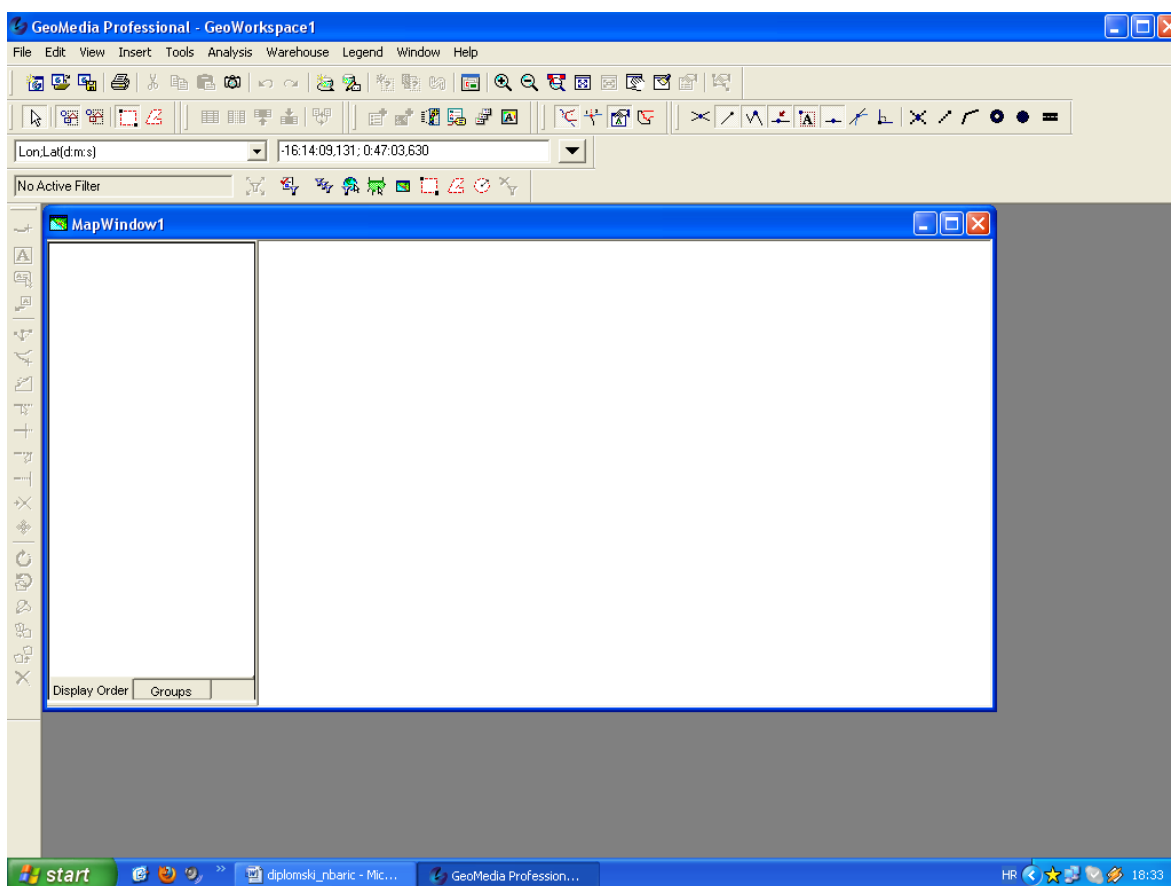 GeoMedia Professional - GeoWorkspace1
File Edit View Insert Tools Analysis Warehouse Legend Window Help
Lon;Lat(d:m:s) -16:14:09,131; 0:47:03,630
No Active Filter
MapWindow1
Display Order Groups
start diplomski_nbaric - Mic... GeoMedia Profession... HR 18:33